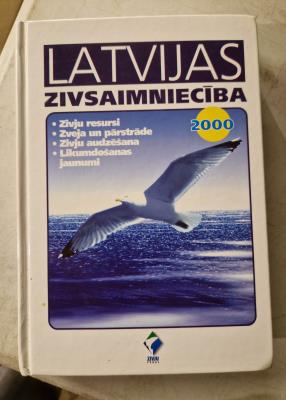 LATVIJAS
ZIVSAIMNIECĪBA
2000
• Zivju resursi
• Zveja un pārstrāde
• Zivju audzēšana
• Likumdošanas
jaunumi